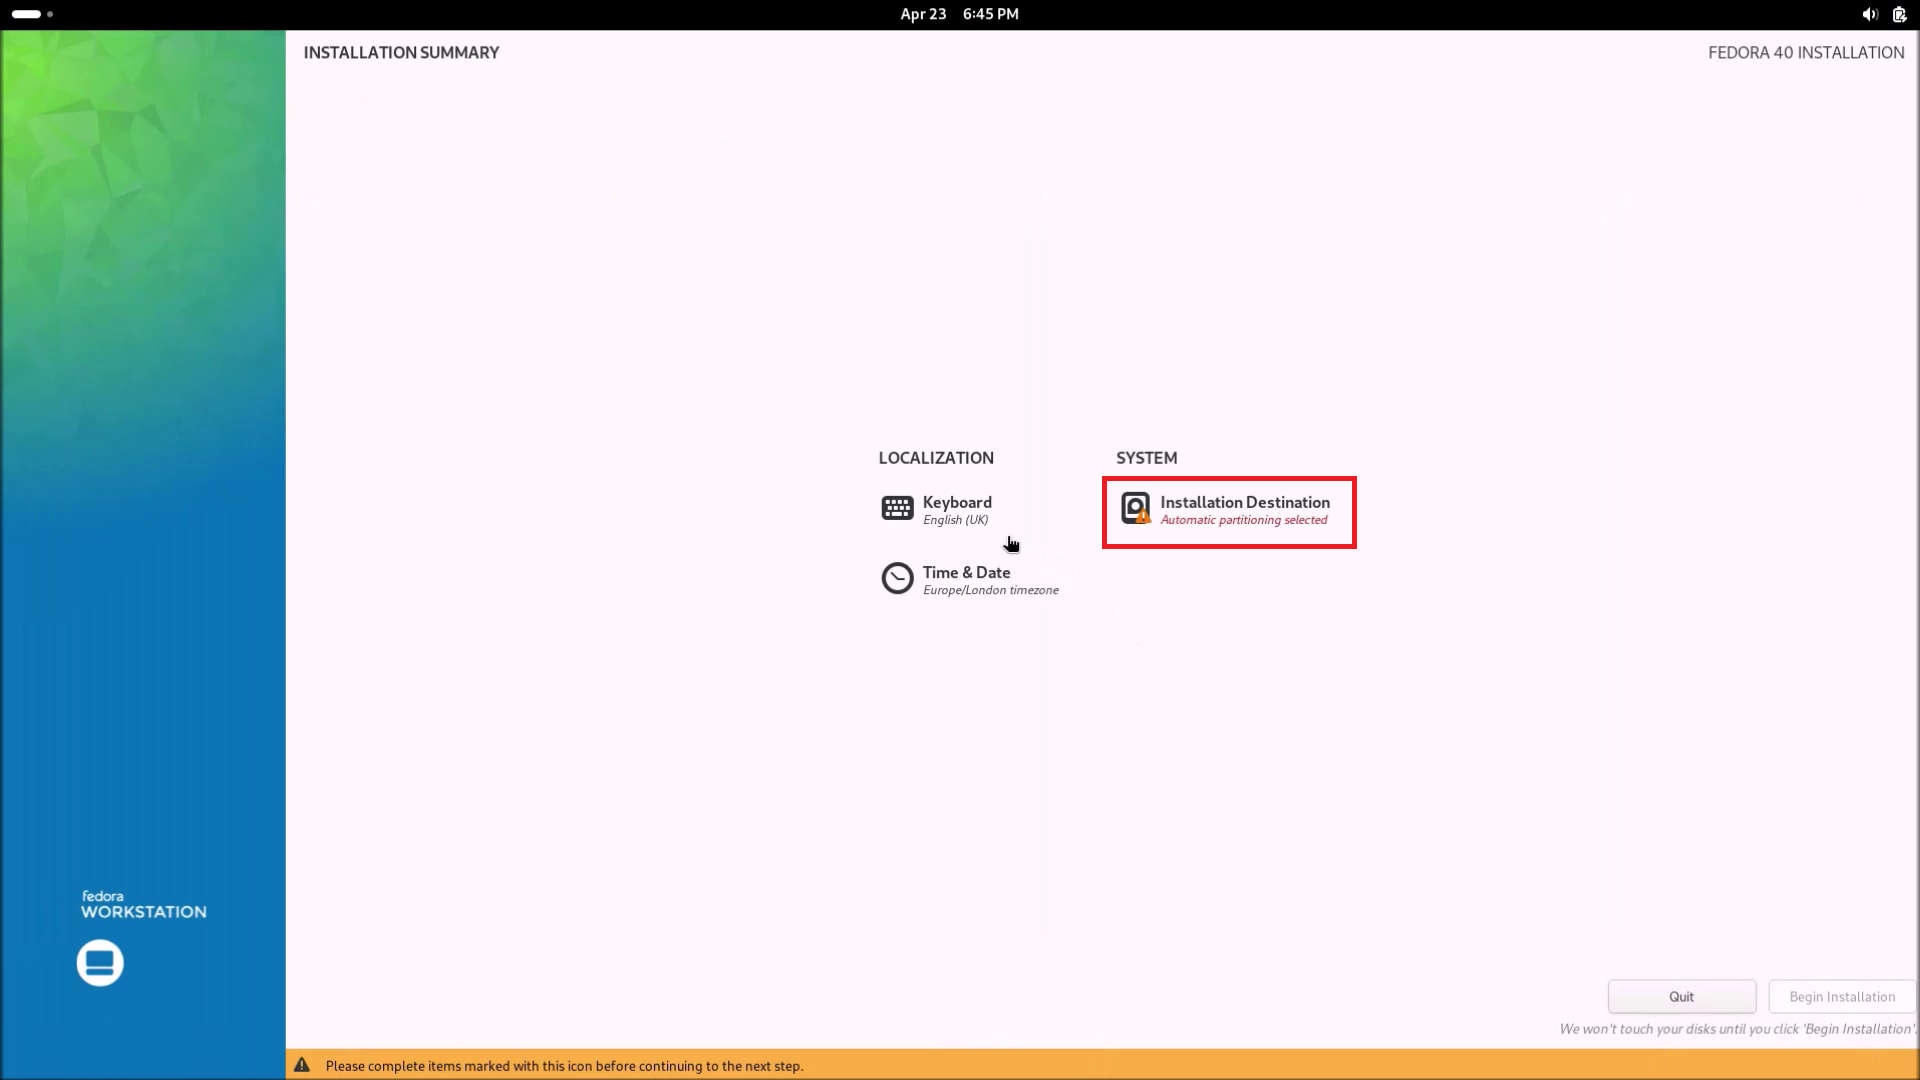 Apr 23 6:45 PM
INSTALLATION SUMMARY
FEDORA 40 INSTALLATION
LOCALIZATION
Keyboard
English (UK)
Time & Date
Europe/London timezone
SYSTEM
Installation Destination
Automatic partitioning selected
fedora
WORKSTATION
Quit
Begin Installation
We won't touch your disks until you click 'Begin Installation'.
Please complete items marked with this icon before continuing to the next step.